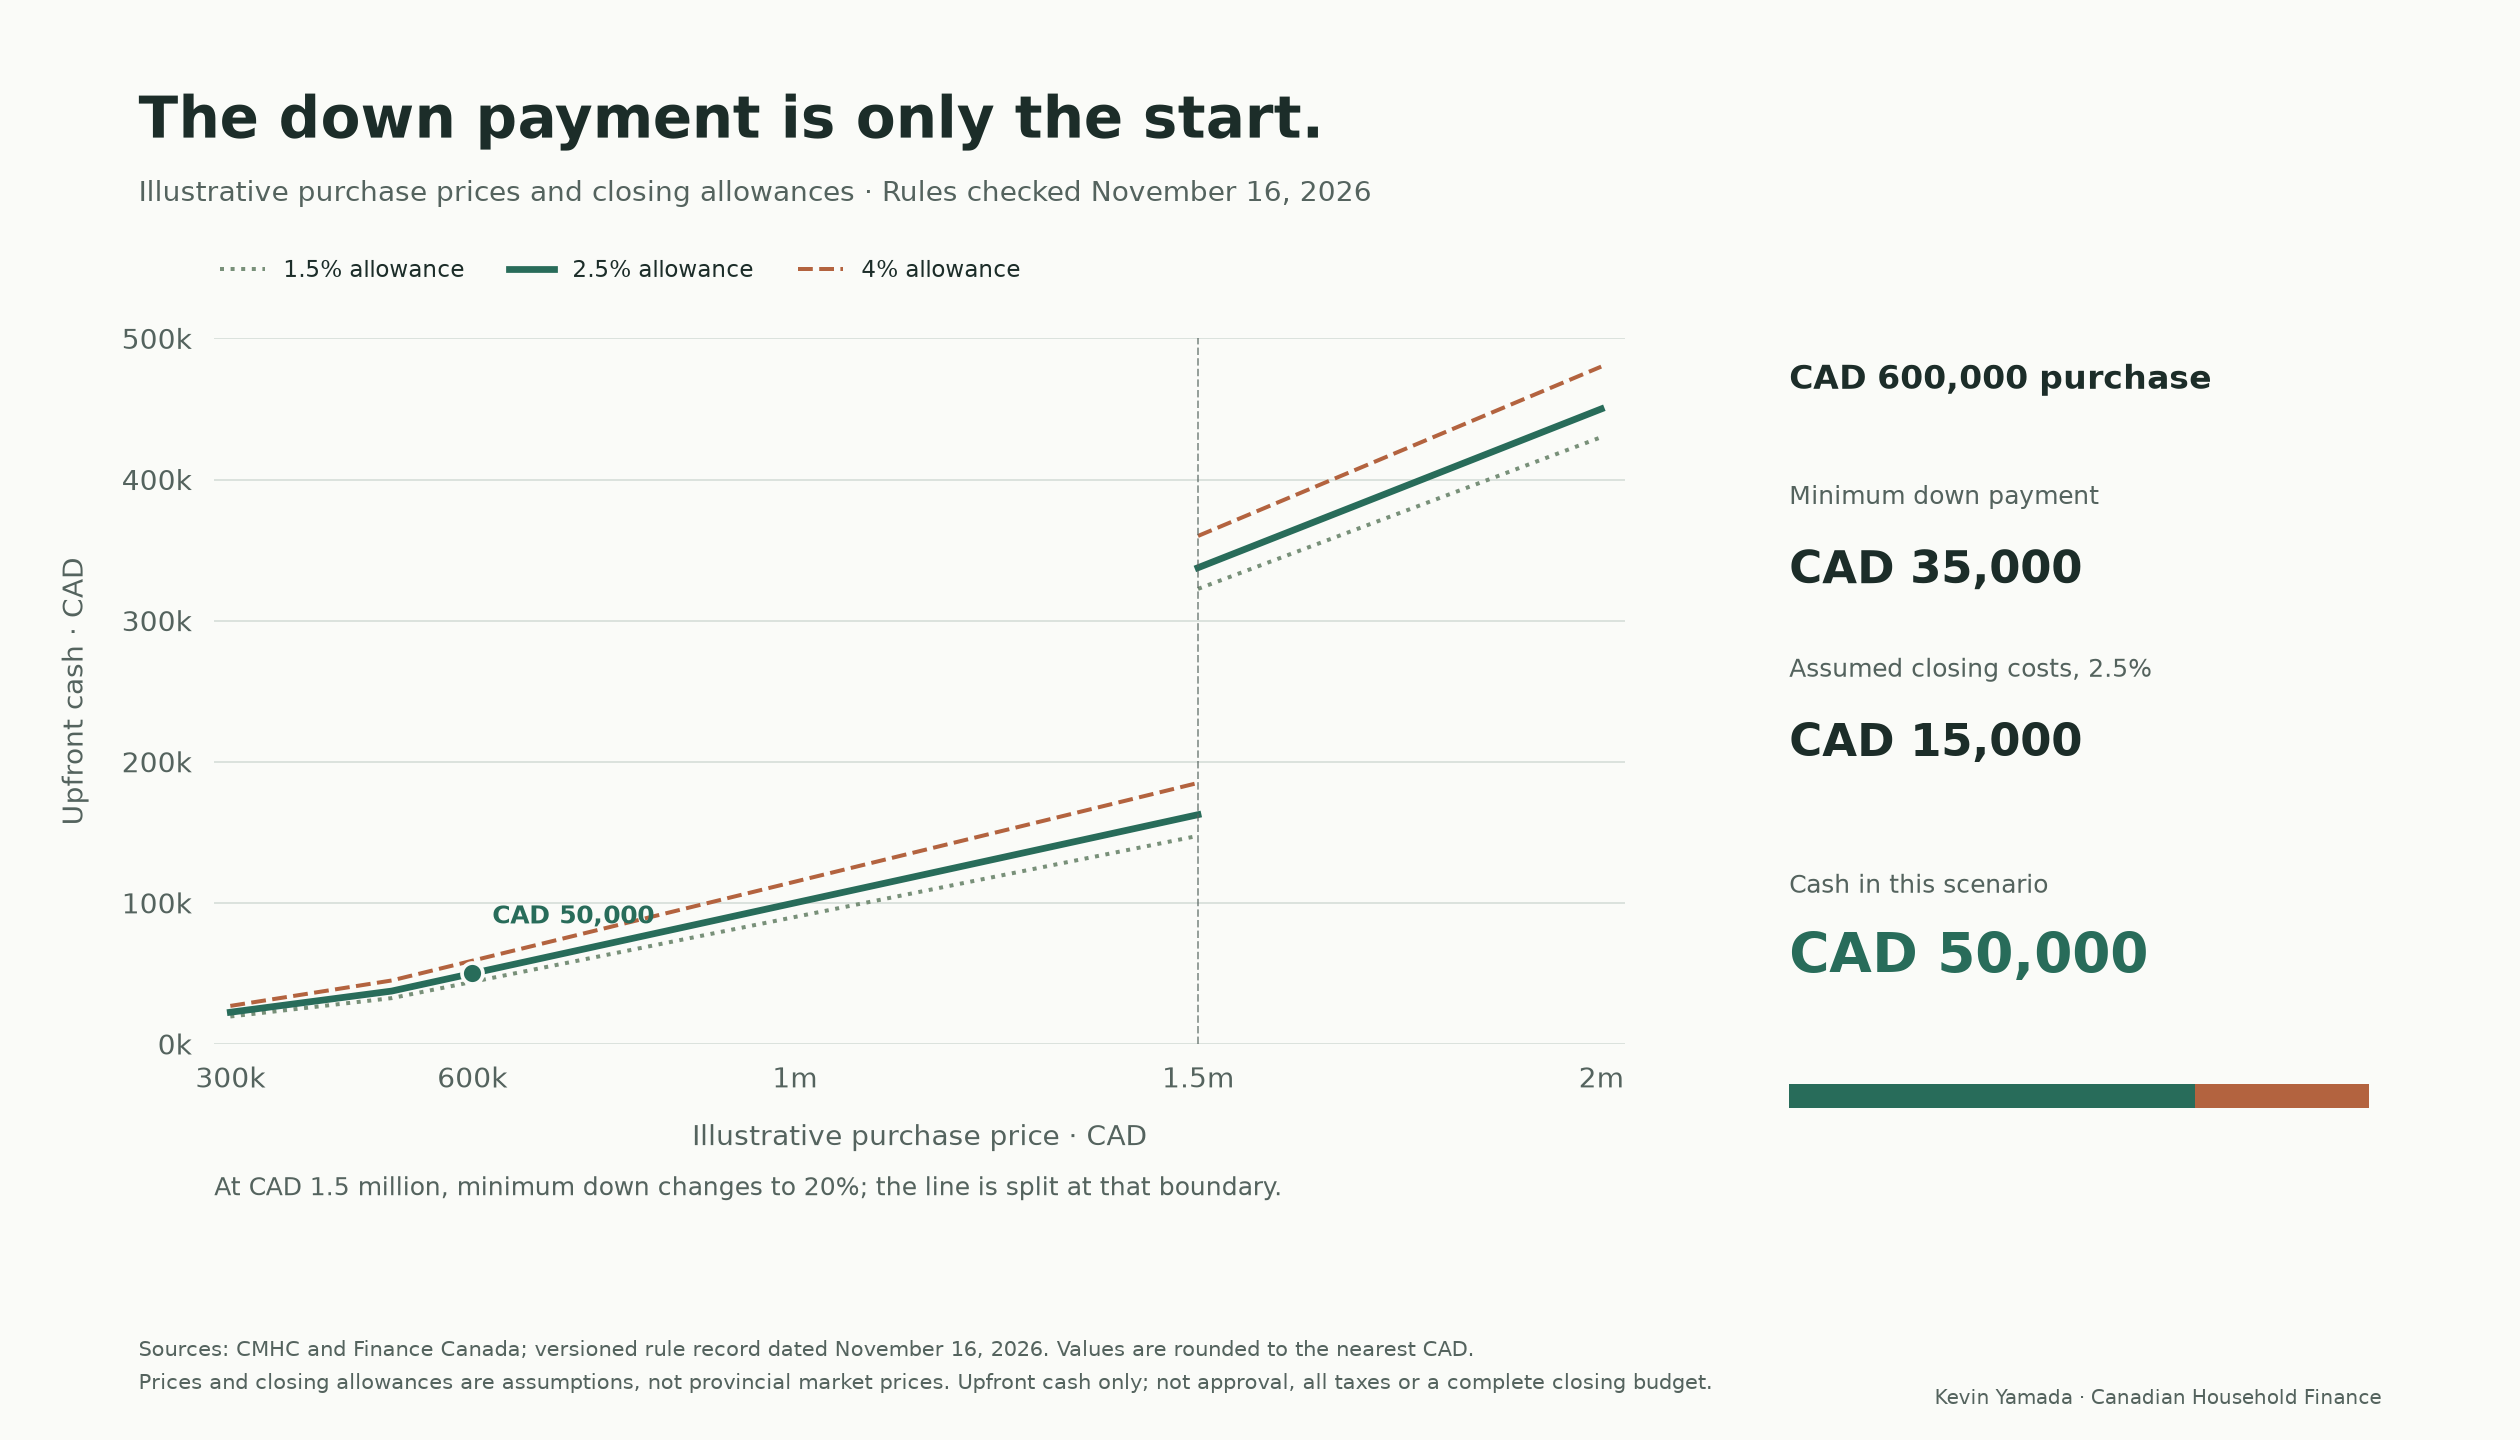 The down payment is only the start.
Illustrative purchase prices and closing allowances · Rules checked November 16, 2026
1.5% allowance
2.5% allowance
4% allowance
500k
400k
300k
200k
100k
0k
Upfront cash · CAD
CAD 50,000
300k
600k
1m
1.5m
2m
Illustrative purchase price · CAD
At CAD 1.5 million, minimum down changes to 20%; the line is split at that boundary.
CAD 600,000 purchase
Minimum down payment
CAD 35,000
Assumed closing costs, 2.5%
CAD 15,000
Cash in this scenario
CAD 50,000
Sources: CMHC and Finance Canada; versioned rule record dated November 16, 2026. Values are rounded to the nearest CAD.
Prices and closing allowances are assumptions, not provincial market prices. Upfront cash only; not approval, all taxes or a complete closing budget.
Kevin Yamada · Canadian Household Finance